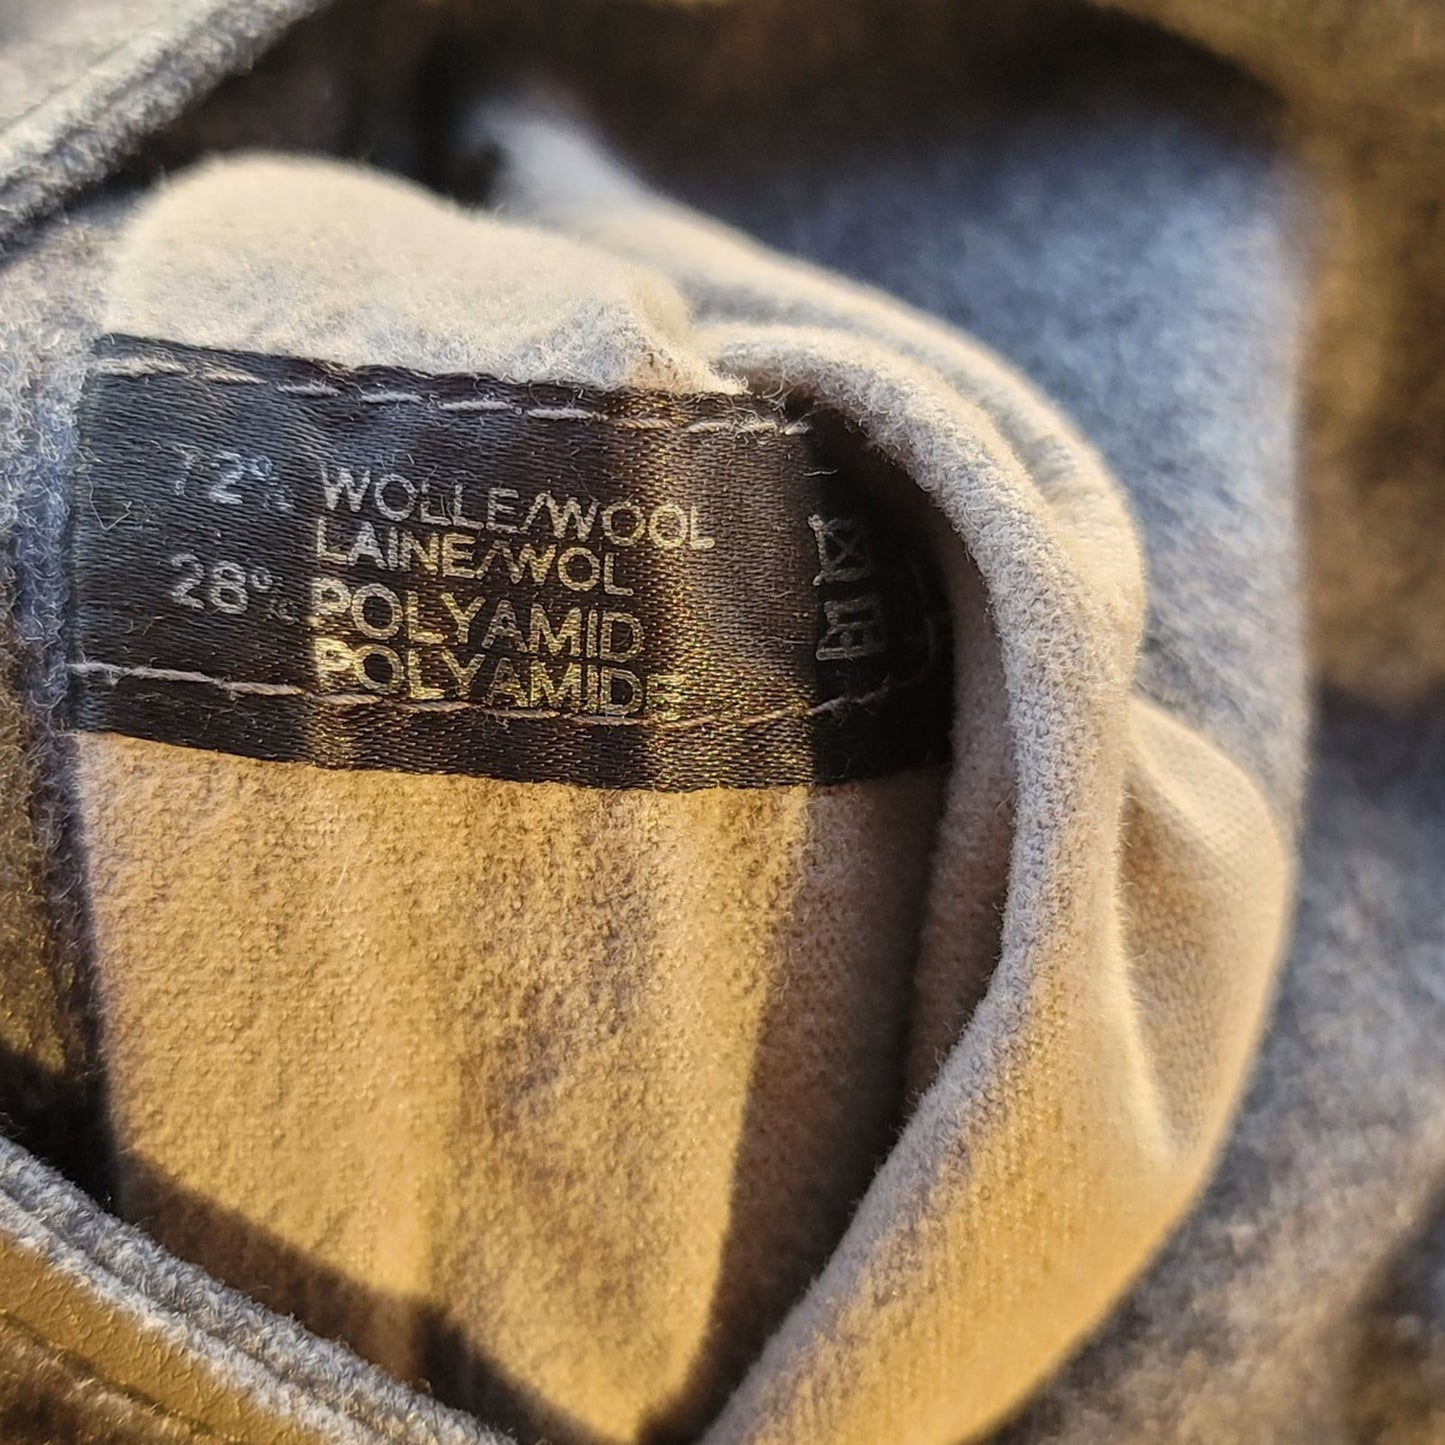 72% WOLLE/WOOL
LAINE/WOL
28% POLYAMID
POLYAMIDE